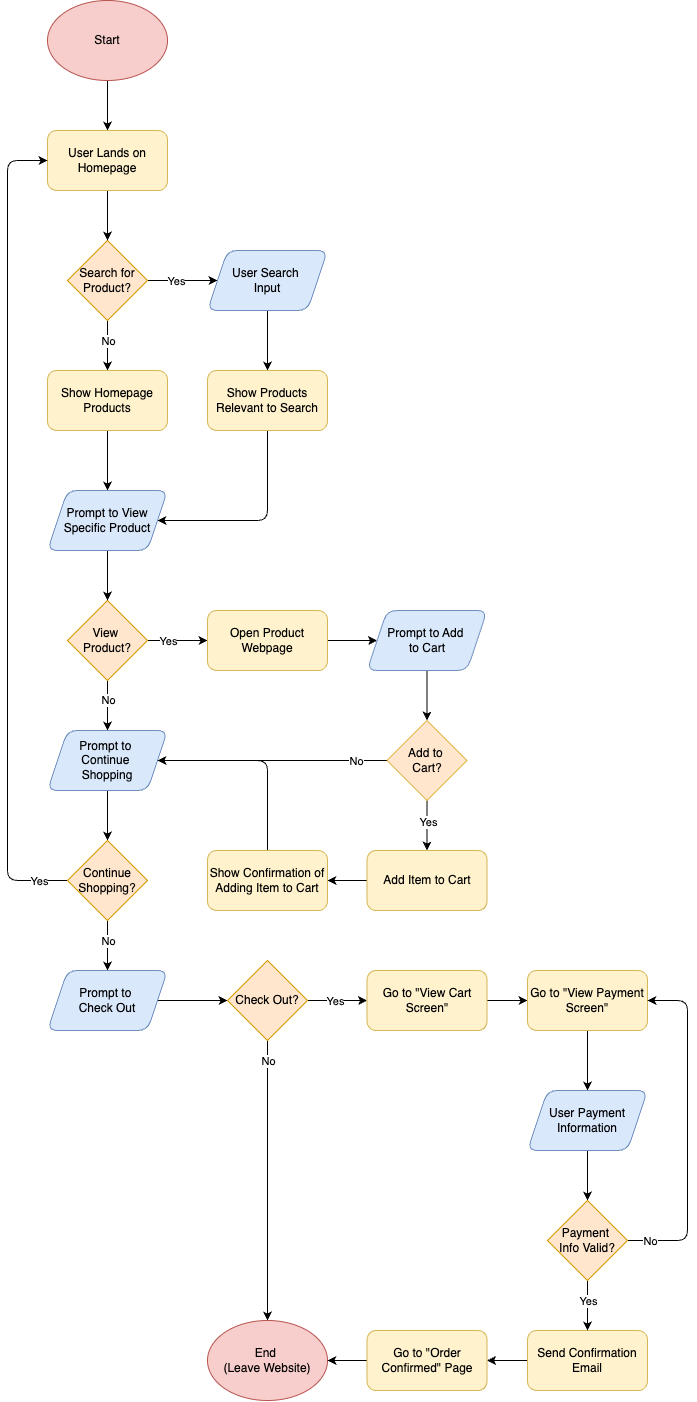 Start
User Lands on
Homepage
Search for
Product?
Yes
User Search
Input
No
Show Homepage
Products
Show Products
Relevant to Search
Prompt to View
Specific Product
View
Product?
Yes
Open Product
Webpage
Prompt to Add
to Cart
No
Prompt to
Continue
Shopping
No
Add to
Cart?
Yes
Continue
Shopping?
Yes
Show Confirmation of
Adding Item to Cart
Add Item to Cart
No
Prompt to
Check Out
Check Out?
Yes
Go to "View Cart
Screen"
Go to "View Payment
Screen"
No
User Payment
Information
Payment
Info Valid?
No
Yes
End
(Leave Website)
Go to "Order
Confirmed" Page
Send Confirmation
Email